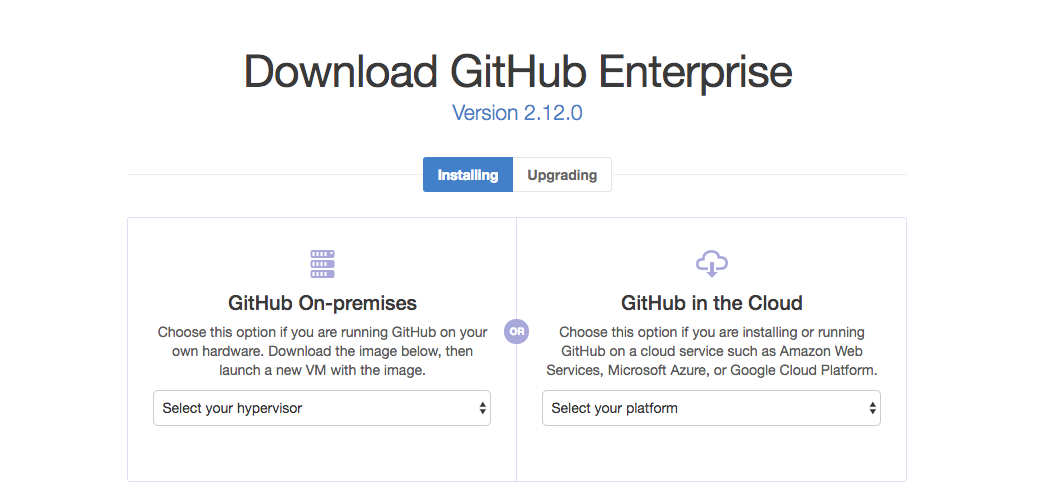 Download GitHub Enterprise
Version 2.12.0
Installing
Upgrading
GitHub On-premises
Choose this option if you are running GitHub on your
own hardware. Download the image below, then
launch a new VM with the image.
Select your hypervisor
OR
GitHub in the Cloud
Choose this option if you are installing or running
GitHub on a cloud service such as Amazon Web
Services, Microsoft Azure, or Google Cloud Platform.
Select your platform